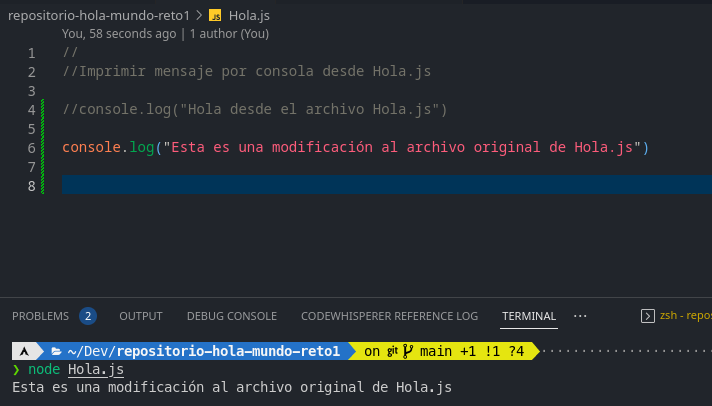 repositorio-hola-mundo-reto1 > JS Hola.js
You, 58 seconds ago | 1 author (You)
1 //
2 //Imprimir mensaje por consola desde Hola.js
3
4 //console.log("Hola desde el archivo Hola.js")
5
6 console.log("Esta es una modificación al archivo original de Hola.js")
7
8
PROBLEMS 2 OUTPUT DEBUG CONSOLE CODEWHISPERER REFERENCE LOG TERMINAL ··· zsh - repos
~/Dev/repositorio-hola-mundo-reto1 on git main +1 !1 ?4
❯ node Hola.js
Esta es una modificación al archivo original de Hola.js